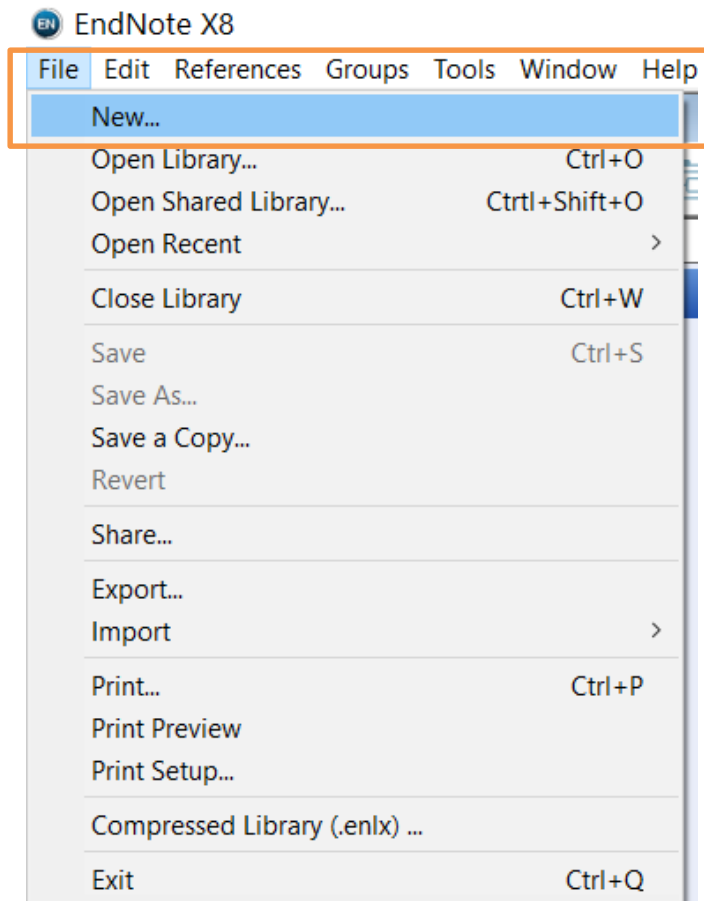 EN EndNote X8
File Edit References Groups Tools Window Help
New...
Open Library... Ctrl+O
Open Shared Library... Ctrtl+Shift+O
Open Recent >
Close Library Ctrl+W
Save Ctrl+S
Save As...
Save a Copy...
Revert
Share...
Export...
Import >
Print... Ctrl+P
Print Preview
Print Setup...
Compressed Library (.enlx) ...
Exit Ctrl+Q